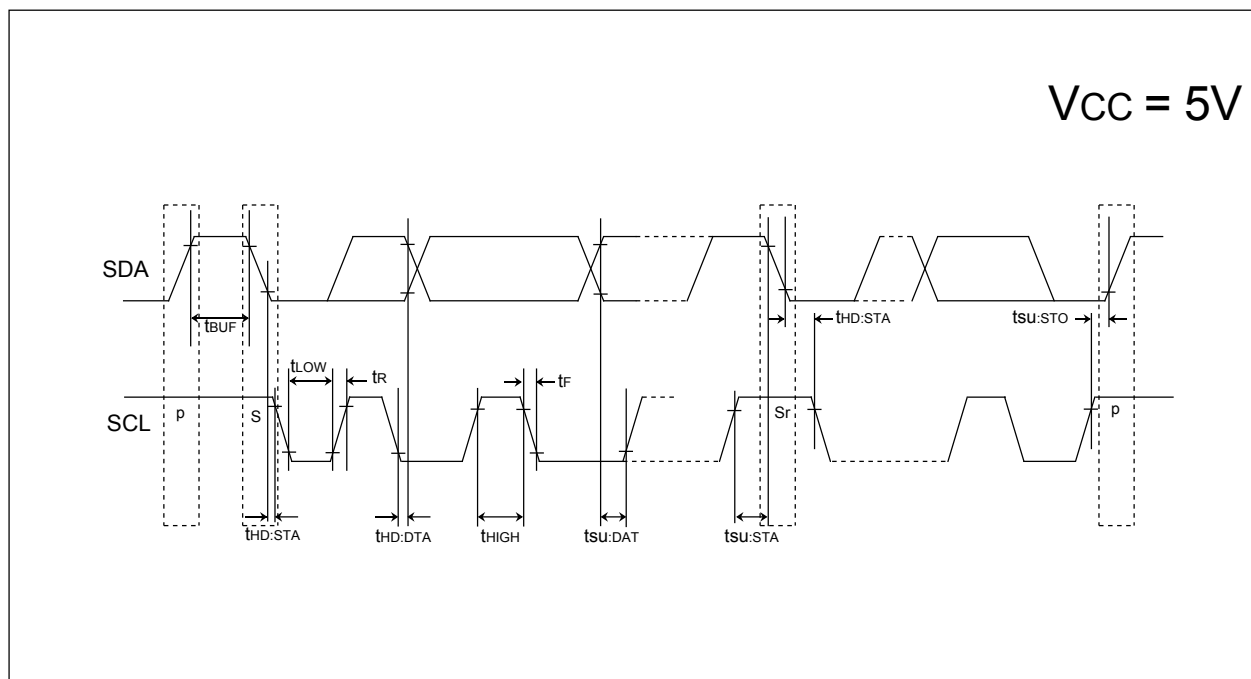 VCC = 5V
SDA
tBUF
tHD:STA
tsu:STO
tLOW
tR
tF
SCL
p
S
Sr
p
tHD:STA
tHD:DTA
tHIGH
tsu:DAT
tsu:STA